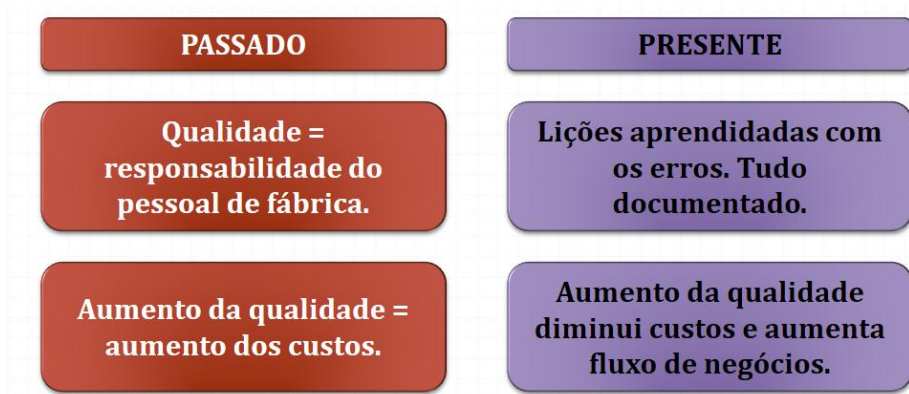 PASSADO
PRESENTE
Qualidade =
responsabilidade do
pessoal de fábrica.
Lições aprendidadas com
os erros. Tudo
documentado.
Aumento da qualidade =
aumento dos custos.
Aumento da qualidade
diminui custos e aumenta
fluxo de negócios.